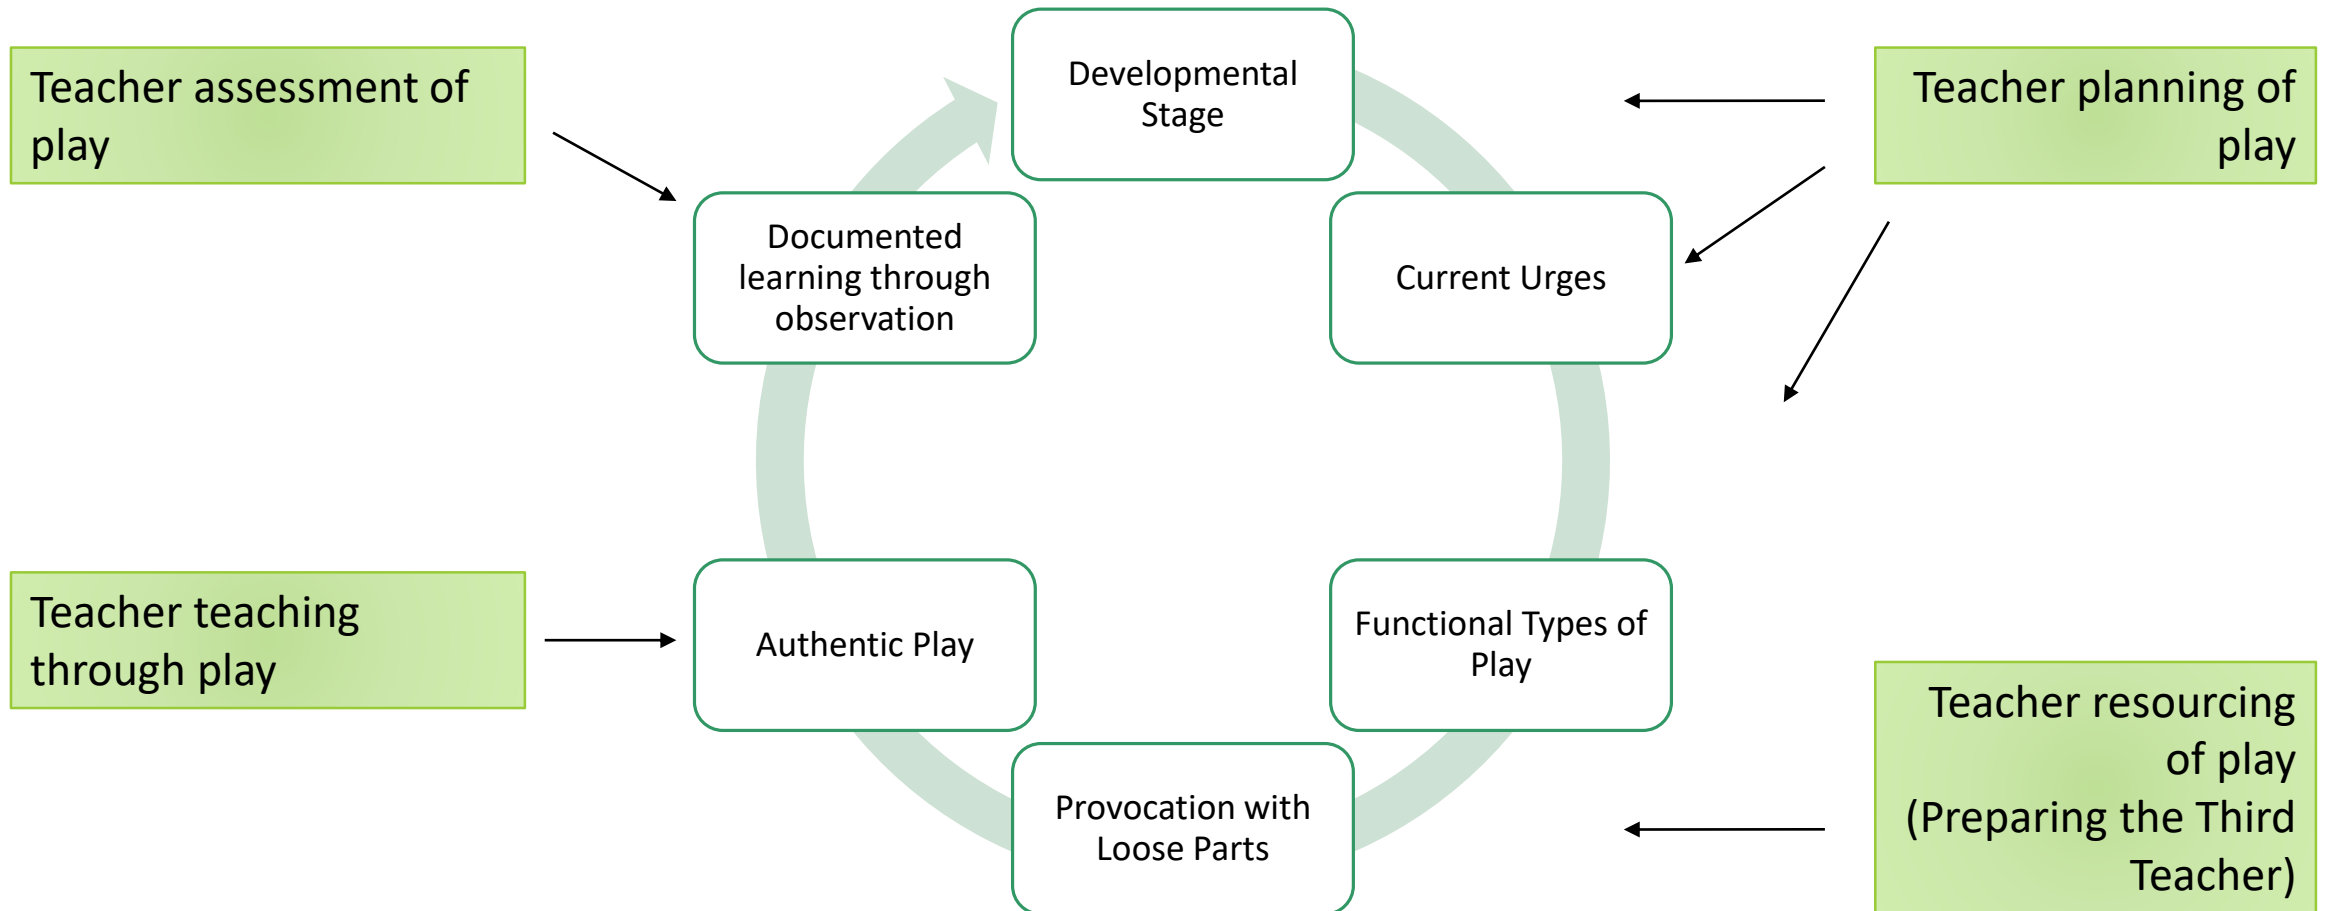 Developmental
Stage
Teacher assessment of
play
Teacher planning of
play
Documented
learning through
observation
Current Urges
Teacher teaching
through play
Authentic Play
Functional Types of
Play
Provocation with
Loose Parts
Teacher resourcing
of play
(Preparing the Third
Teacher)